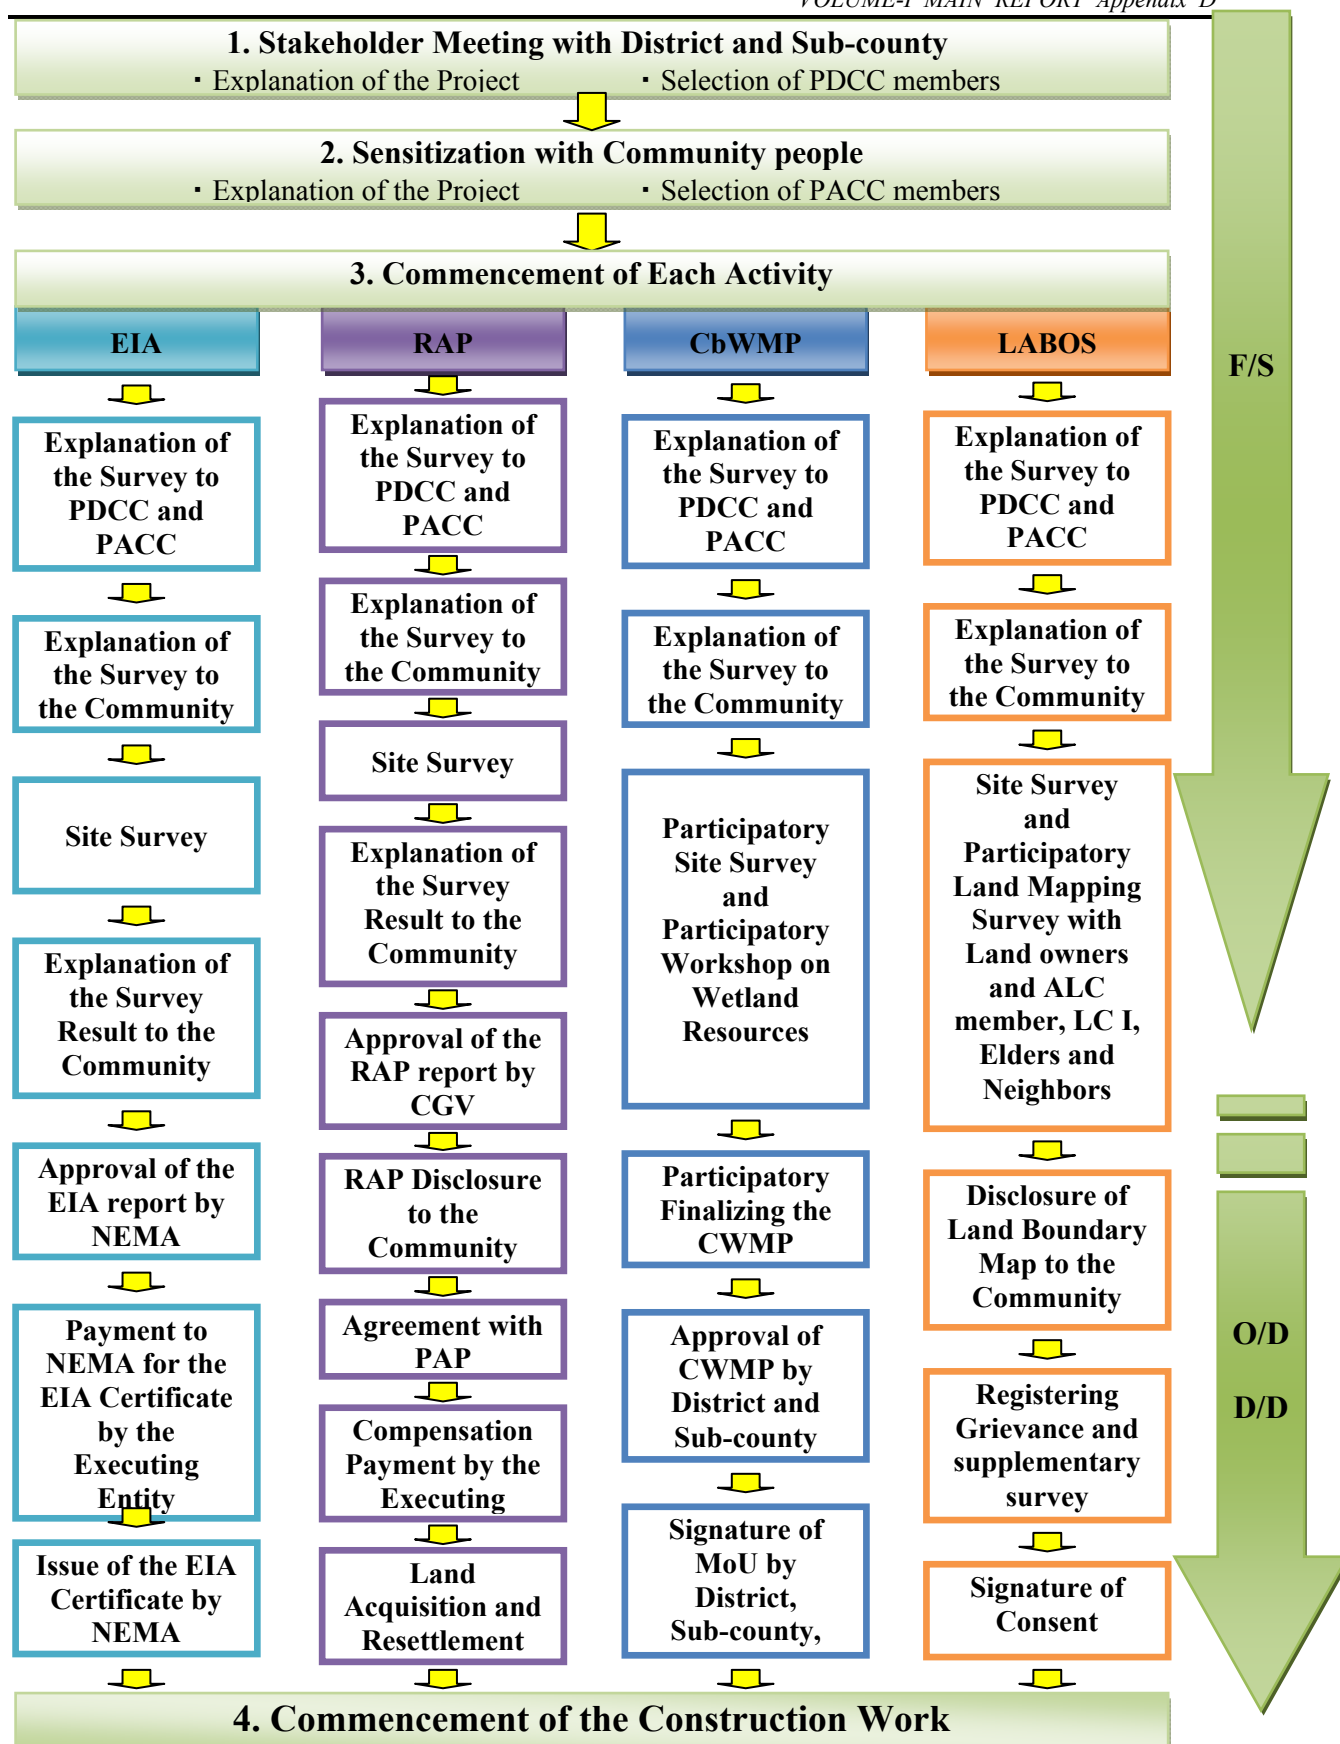 VOLUME-I MAIN REPORT Appendix D
1. Stakeholder Meeting with District and Sub-county
・Explanation of the Project ・Selection of PDCC members
2. Sensitization with Community people
・Explanation of the Project ・Selection of PACC members
3. Commencement of Each Activity
EIA
Explanation of
the Survey to
PDCC and
PACC
Explanation of
the Survey to
the Community
Site Survey
Explanation of
the Survey
Result to the
Community
Approval of the
EIA report by
NEMA
Payment to
NEMA for the
EIA Certificate
by the
Executing
Entity
Issue of the EIA
Certificate by
NEMA
RAP
Explanation of
the Survey to
PDCC and
PACC
Explanation of
the Survey to
the Community
Site Survey
Explanation of
the Survey
Result to the
Community
Approval of the
RAP report by
CGV
RAP Disclosure
to the
Community
Agreement with
PAP
Compensation
Payment by the
Executing
Land
Acquisition and
Resettlement
CbWMP
Explanation of
the Survey to
PDCC and
PACC
Explanation of
the Survey to
the Community
Participatory
Site Survey
and
Participatory
Workshop on
Wetland
Resources
Participatory
Finalizing the
CWMP
Approval of
CWMP by
District and
Sub-county
Signature of
MoU by
District,
Sub-county,
LABOS
Explanation of
the Survey to
PDCC and
PACC
Explanation of
the Survey to
the Community
Site Survey
and
Participatory
Land Mapping
Survey with
Land owners
and ALC
member, LC I,
Elders and
Neighbors
Disclosure of
Land Boundary
Map to the
Community
Registering
Grievance and
supplementary
survey
Signature of
Consent
F/S
O/D
D/D
4. Commencement of the Construction Work